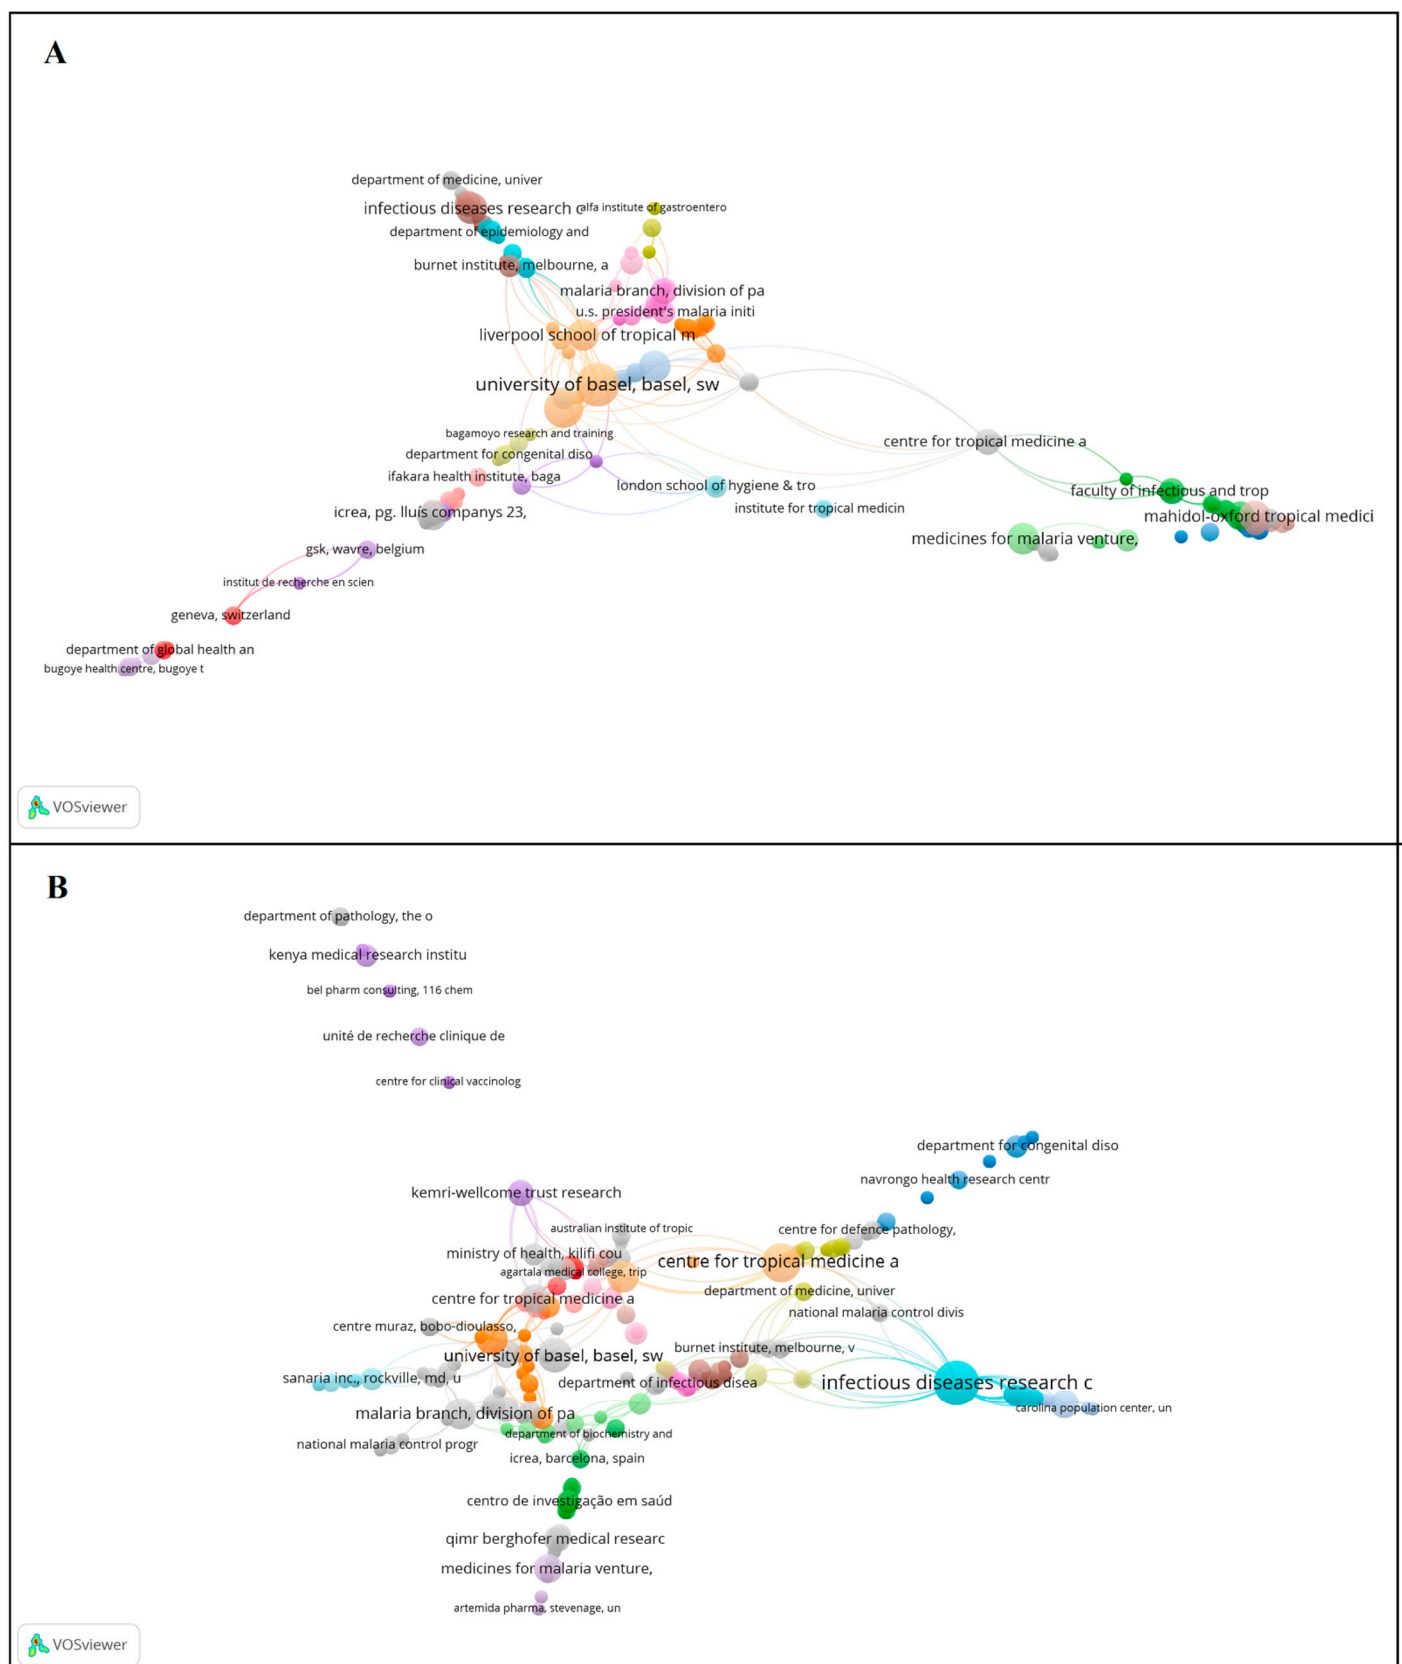 A
department of medicine, univer
infectious diseases research c
alfa institute of gastroentero
department of epidemiology and
burnet institute, melbourne, a
malaria branch, division of pa
u.s. president's malaria initi
liverpool school of tropical m
university of basel, basel, sw
bagamoyo research and training
centre for tropical medicine a
department for congenital diso
ifakara health institute, baga
london school of hygiene & tro
faculty of infectious and trop
institute for tropical medicin
icrea, pg. lluís companys 23,
mahidol-oxford tropical medici
medicines for malaria venture,
gsk, wavre, belgium
institut de recherche en scien
geneva, switzerland
department of global health an
bugoye health centre, bugoye t
VOSviewer
B
department of pathology, the o
kenya medical research institu
bel pharm consulting, 116 chem
unité de recherche clinique de
centre for clinical vaccinolog
department for congenital diso
navrongo health research centr
kemri-wellcome trust research
australian institute of tropic
centre for defence pathology,
ministry of health, kilifi cou
centre for tropical medicine a
agartala medical college, trip
department of medicine, univer
centre for tropical medicine a
national malaria control divis
centre muraz, bobo-dioulasso,
burnet institute, melbourne, v
university of basel, basel, sw
sanaria inc., rockville, md, u
department of infectious disea
infectious diseases research c
carolina population center, un
malaria branch, division of pa
department of biochemistry and
national malaria control progr
icrea, barcelona, spain
centro de investigação em saúd
qimr berghofer medical researc
medicines for malaria venture,
artemida pharma, stevenage, un
VOSviewer